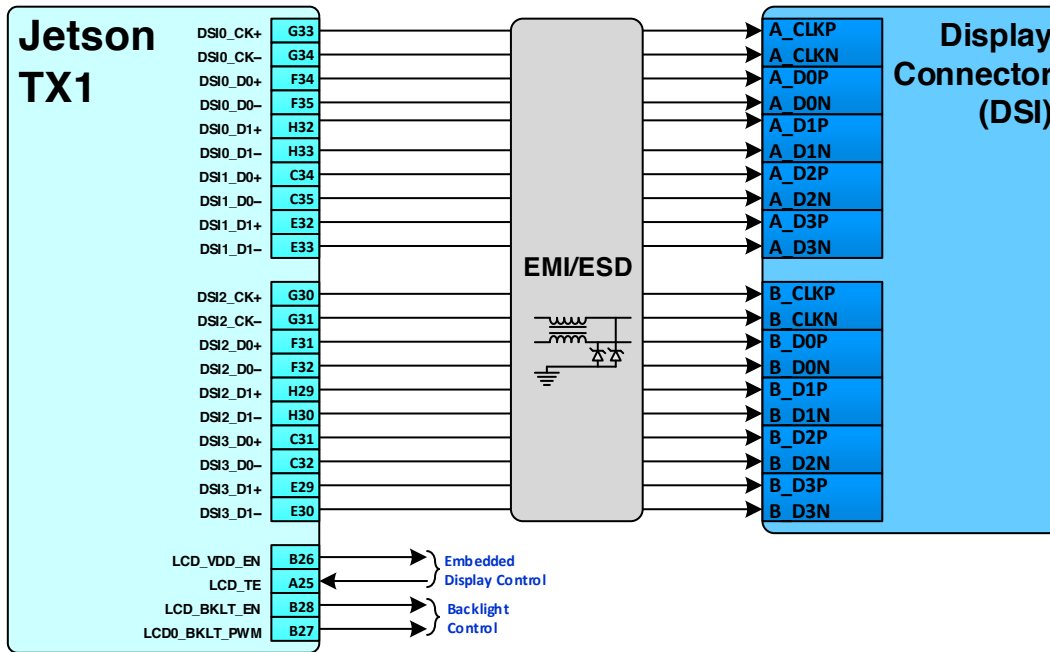 Jetson
TX1
DSI0_CK+ G33
DSI0_CK– G34
DSI0_D0+ F34
DSI0_D0– F35
DSI0_D1+ H32
DSI0_D1– H33
DSI1_D0+ C34
DSI1_D0– C35
DSI1_D1+ E32
DSI1_D1– E33
DSI2_CK+ G30
DSI2_CK– G31
DSI2_D0+ F31
DSI2_D0– F32
DSI2_D1+ H29
DSI2_D1– H30
DSI3_D0+ C31
DSI3_D0– C32
DSI3_D1+ E29
DSI3_D1– E30
LCD_VDD_EN B26
LCD_TE A25
LCD_BKLT_EN B28
LCD0_BKLT_PWM B27
Embedded
Display Control
Backlight
Control
EMI/ESD
A_CLKP
A_CLKN
A_D0P
A_D0N
A_D1P
A_D1N
A_D2P
A_D2N
A_D3P
A_D3N
B_CLKP
B_CLKN
B_D0P
B_D0N
B_D1P
B_D1N
B_D2P
B_D2N
B_D3P
B_D3N
Display
Connector
(DSI)